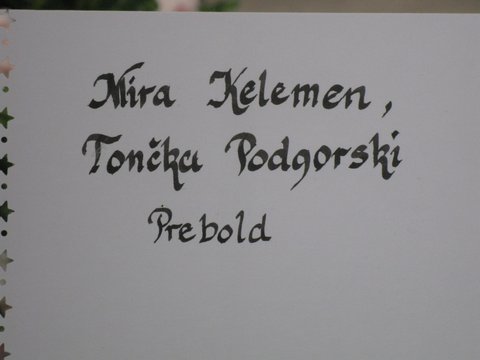 Mira Kelemen,
Tončka Podgorski
Prebold